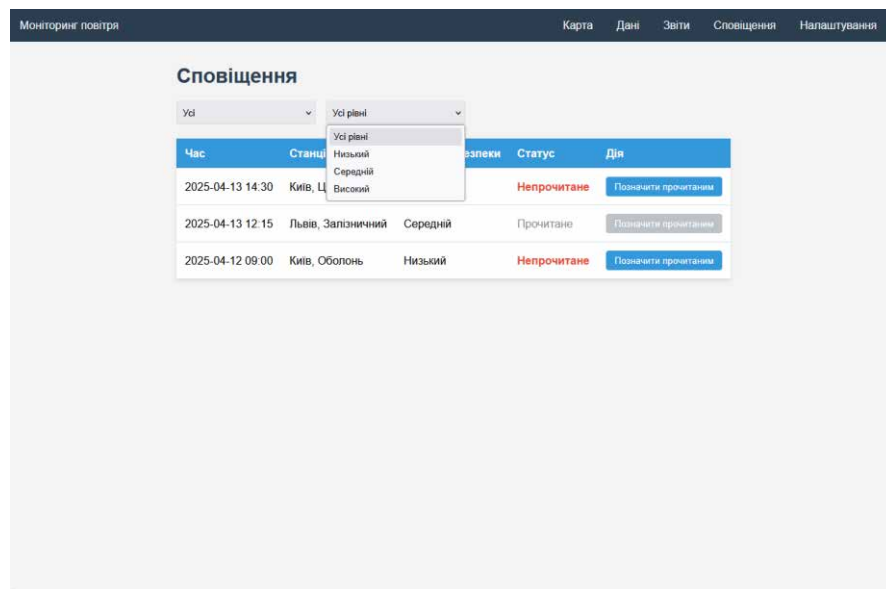 Моніторинг повітря Карта Дані Звіти Сповіщення Налаштування
Сповіщення
Усі Усі рівні
Усі рівні
Низький
Середній
Високий
Час Станці езпеки Статус Дія
2025-04-13 14:30 Київ, Ц Непрочитане Позначити прочитаним
2025-04-13 12:15 Львів, Залізничний Середній Прочитане Позначити прочитаним
2025-04-12 09:00 Київ, Оболонь Низький Непрочитане Позначити прочитаним